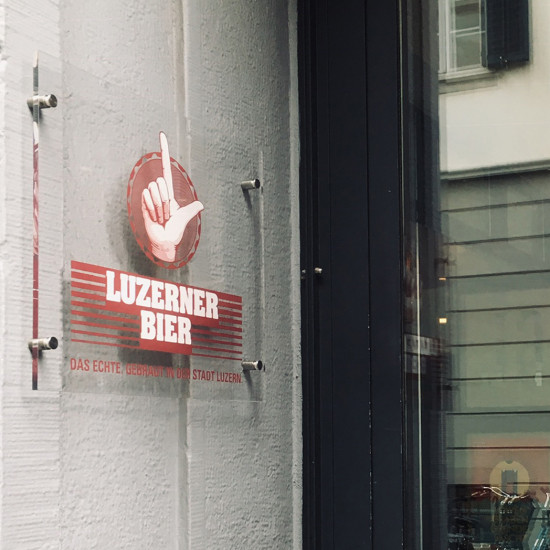 LUZERNER
BIER
DAS ECHTE. GEBRAUT IN DER STADT LUZERN.